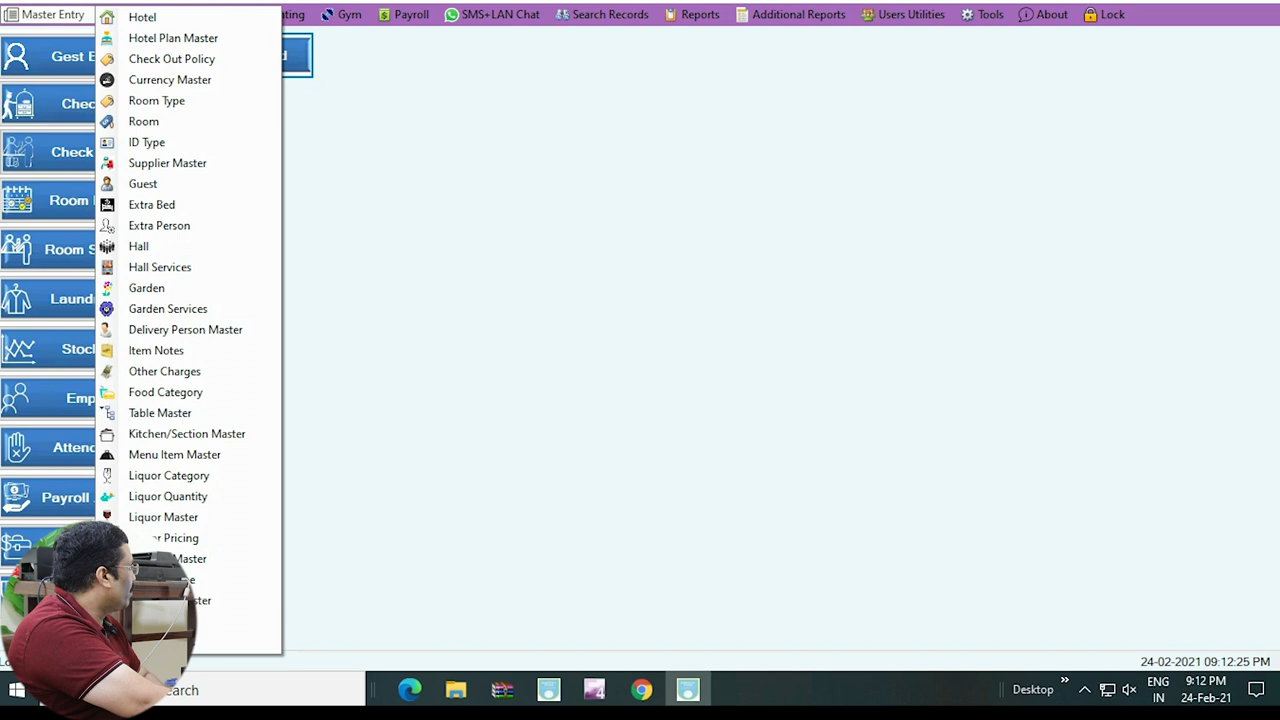 Master Entry
ating
Gym
Payroll
SMS+LAN Chat
Search Records
Reports
Additional Reports
Users Utilities
Tools
About
Lock
Gest E
Chec
Check
Room
Room S
Laund
Stoc
Emp
Attend
Payroll
d
Hotel
Hotel Plan Master
Check Out Policy
Currency Master
Room Type
Room
ID Type
Supplier Master
Guest
Extra Bed
Extra Person
Hall
Hall Services
Garden
Garden Services
Delivery Person Master
Item Notes
Other Charges
Food Category
Table Master
Kitchen/Section Master
Menu Item Master
Liquor Category
Liquor Quantity
Liquor Master
r Pricing
Master
e
ster
24-02-2021 09:12:25 PM
earch
Desktop
ENG
IN
9:12 PM
24-Feb-21